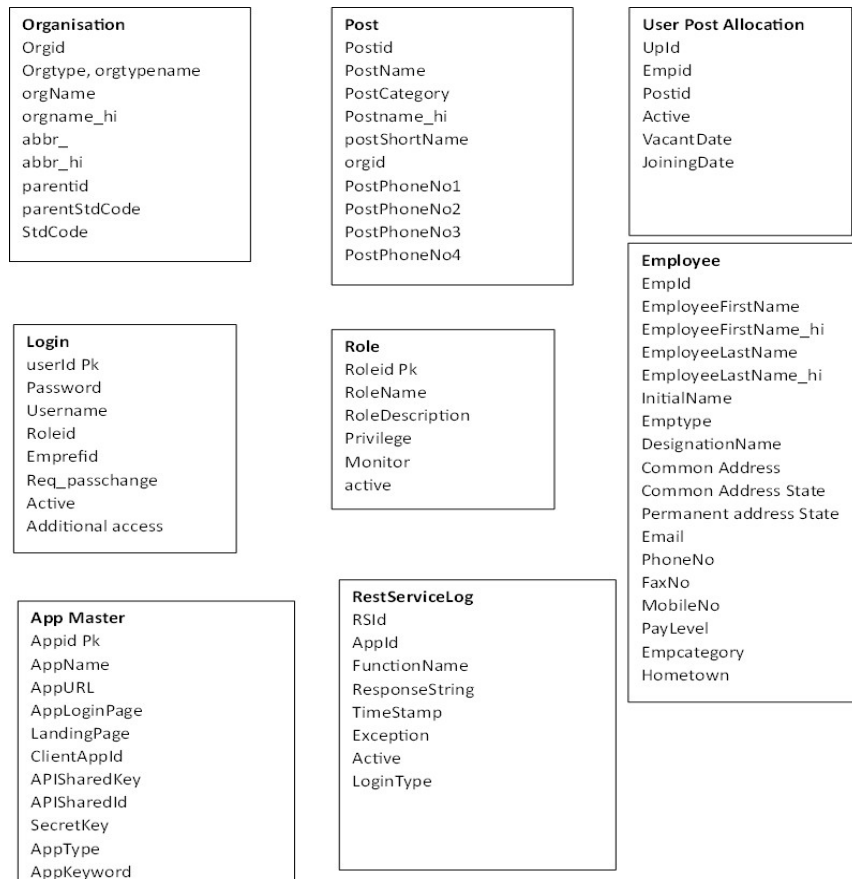 Organisation
Orgid
Orgtype, orgtypename
orgName
orgname_hi
abbr_
abbr_hi
parentid
parentStdCode
StdCode
Post
Postid
PostName
PostCategory
Postname_hi
postShortName
orgid
PostPhoneNo1
PostPhoneNo2
PostPhoneNo3
PostPhoneNo4
User Post Allocation
UpId
Empid
Postid
Active
VacantDate
JoiningDate
Login
userId Pk
Password
Username
Roleid
Emprefid
Req_passchange
Active
Additional access
Role
Roleid Pk
RoleName
RoleDescription
Privilege
Monitor
active
Employee
EmpId
EmployeeFirstName
EmployeeFirstName_hi
EmployeeLastName
EmployeeLastName_hi
InitialName
Emptype
DesignationName
Common Address
Common Address State
Permanent address State
Email
PhoneNo
FaxNo
MobileNo
PayLevel
Empcategory
Hometown
App Master
Appid Pk
AppName
AppURL
AppLoginPage
LandingPage
ClientAppId
APISharedKey
APISharedId
SecretKey
AppType
AppKeyword
RestServiceLog
RSId
AppId
FunctionName
ResponseString
TimeStamp
Exception
Active
LoginType